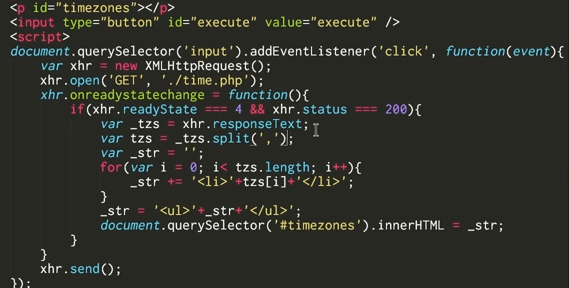 <p id="timezones"></p>
<input type="button" id="execute" value="execute" />
<script>
document.querySelector('input').addEventListener('click', function(event){
    var xhr = new XMLHttpRequest();
    xhr.open('GET', './time.php');
    xhr.onreadystatechange = function(){
        if(xhr.readyState === 4 && xhr.status === 200){
            var _tzs = xhr.responseText;
            var tzs = _tzs.split(',');
            var _str = '';
            for(var i = 0; i< tzs.length; i++){
                _str += '<li>'+tzs[i]+'</li>';
            }
            _str = '<ul>'+_str+'</ul>';
            document.querySelector('#timezones').innerHTML = _str;
        }
    }
    xhr.send();
});